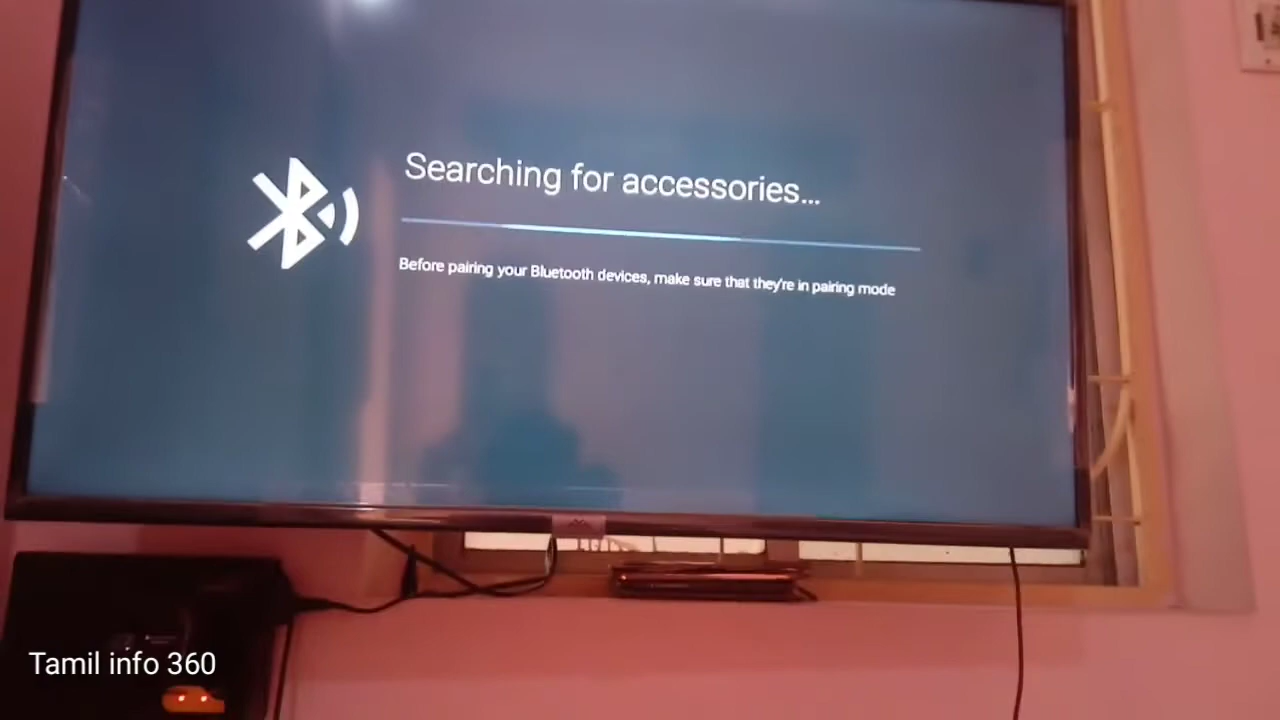 Searching for accessories...
Before pairing your Bluetooth devices, make sure that they're in pairing mode
Tamil info 360